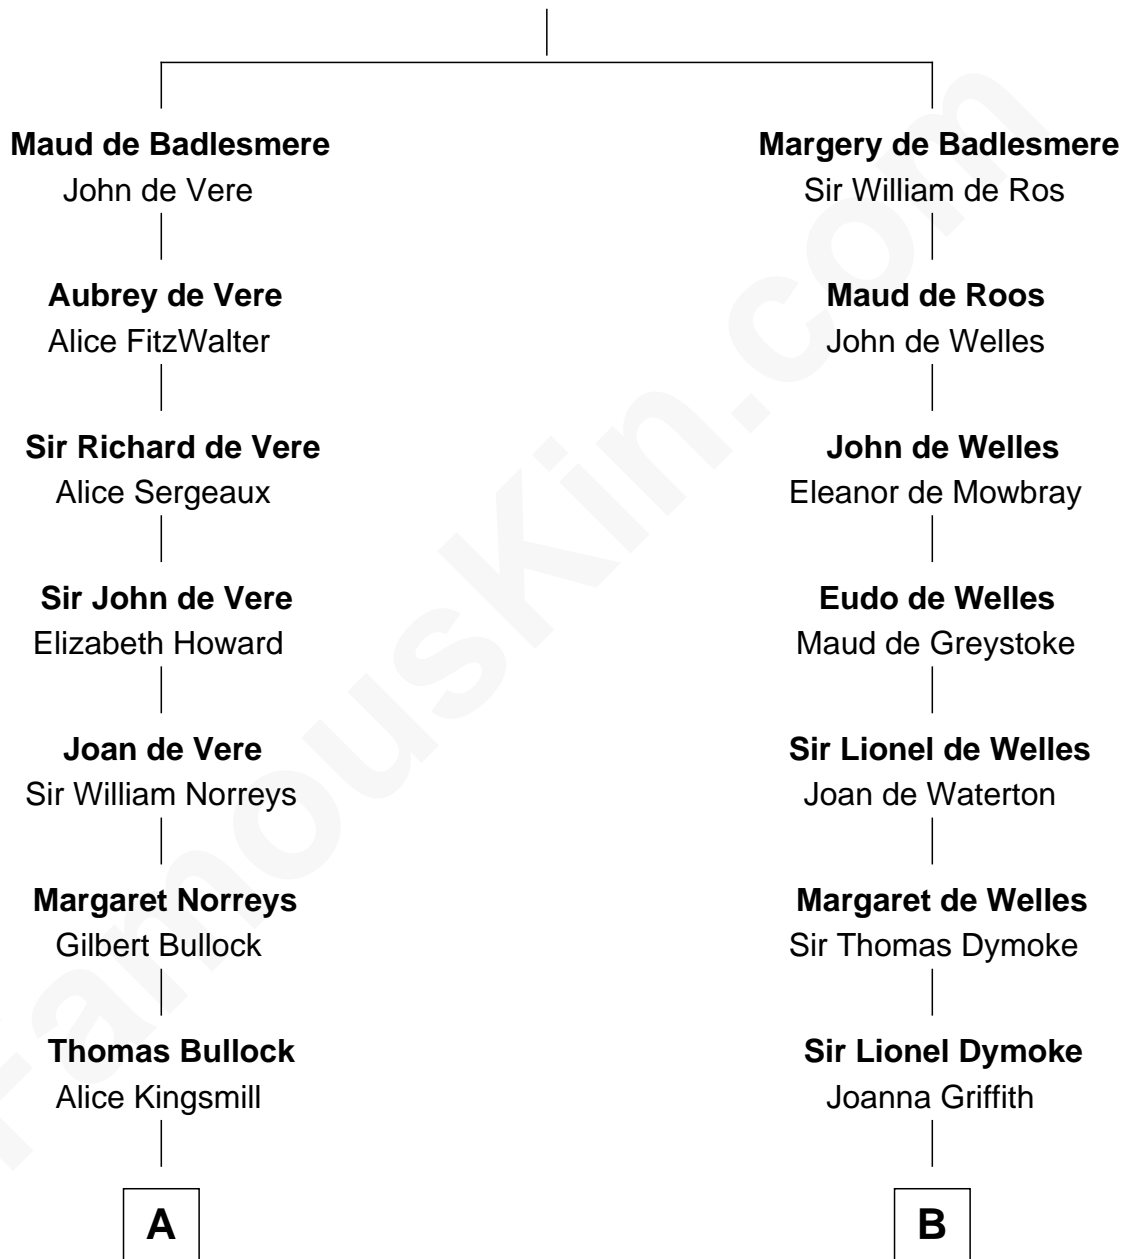 Maud de Badlesmere
John de Vere
Margery de Badlesmere
Sir William de Ros
Aubrey de Vere
Alice FitzWalter
Maud de Roos
John de Welles
Sir Richard de Vere
Alice Sergeaux
John de Welles
Eleanor de Mowbray
Sir John de Vere
Elizabeth Howard
Eudo de Welles
Maud de Greystoke
Joan de Vere
Sir William Norreys
Sir Lionel de Welles
Joan de Waterton
Margaret Norreys
Gilbert Bullock
Margaret de Welles
Sir Thomas Dymoke
Thomas Bullock
Alice Kingsmill
Sir Lionel Dymoke
Joanna Griffith
A
B
FamousKin.com